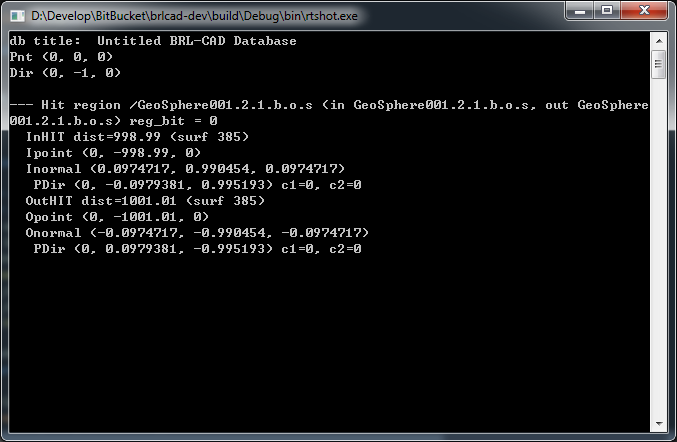 D:\Develop\BitBucket\brlcad-dev\build\Debug\bin\rtshot.exe
db title:  Untitled BRL-CAD Database
Pnt (0, 0, 0)
Dir (0, -1, 0)
--- Hit region /GeoSphere001.2.1.b.o.s (in GeoSphere001.2.1.b.o.s, out GeoSphere
001.2.1.b.o.s) reg_bit = 0
  InHIT dist=998.99 (surf 385)
  Ipoint (0, -998.99, 0)
  Inormal (0.0974717, 0.990454, 0.0974717)
   PDir (0, -0.0979381, 0.995193) c1=0, c2=0
  OutHIT dist=1001.01 (surf 385)
  Opoint (0, -1001.01, 0)
  Onormal (-0.0974717, -0.990454, -0.0974717)
   PDir (0, 0.0979381, -0.995193) c1=0, c2=0